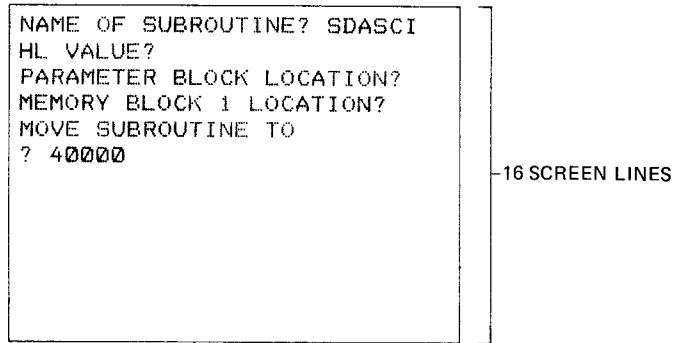 NAME OF SUBROUTINE? SDASCI
HL VALUE?
PARAMETER BLOCK LOCATION?
MEMORY BLOCK 1 LOCATION?
MOVE SUBROUTINE TO
? 40000
16 SCREEN LINES